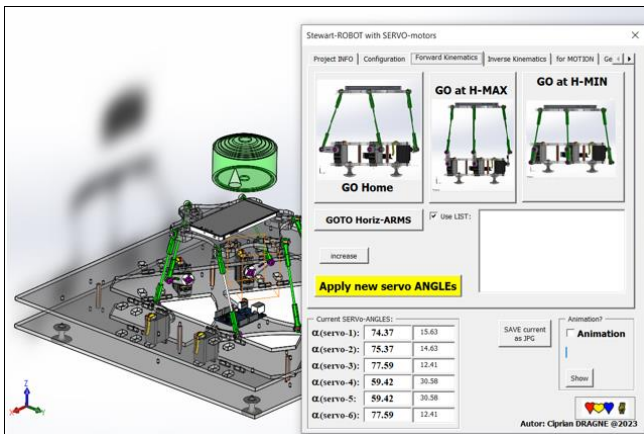 Stewart-ROBOT with SERVO-motors
Project INFO Configuration Forward Kinematics Inverse Kinematics for MOTION Ge
GO Home
GO at H-MAX
GO at H-MIN
GOTO Horiz-ARMS
Use LIST:
increase
Apply new servo ANGLEs
Current SERVo-ANGLES:
α(servo-1): 74.37 15.63
α(servo-2): 75.37 14.63
α(servo-3): 77.59 12.41
α(servo-4): 59.42 30.58
α(servo-5: 59.42 30.58
α(servo-6): 77.59 12.41
SAVE current
as JPG
Animation?
Animation
Show
Autor: Ciprian DRAGNE @2023
Z
Y
X